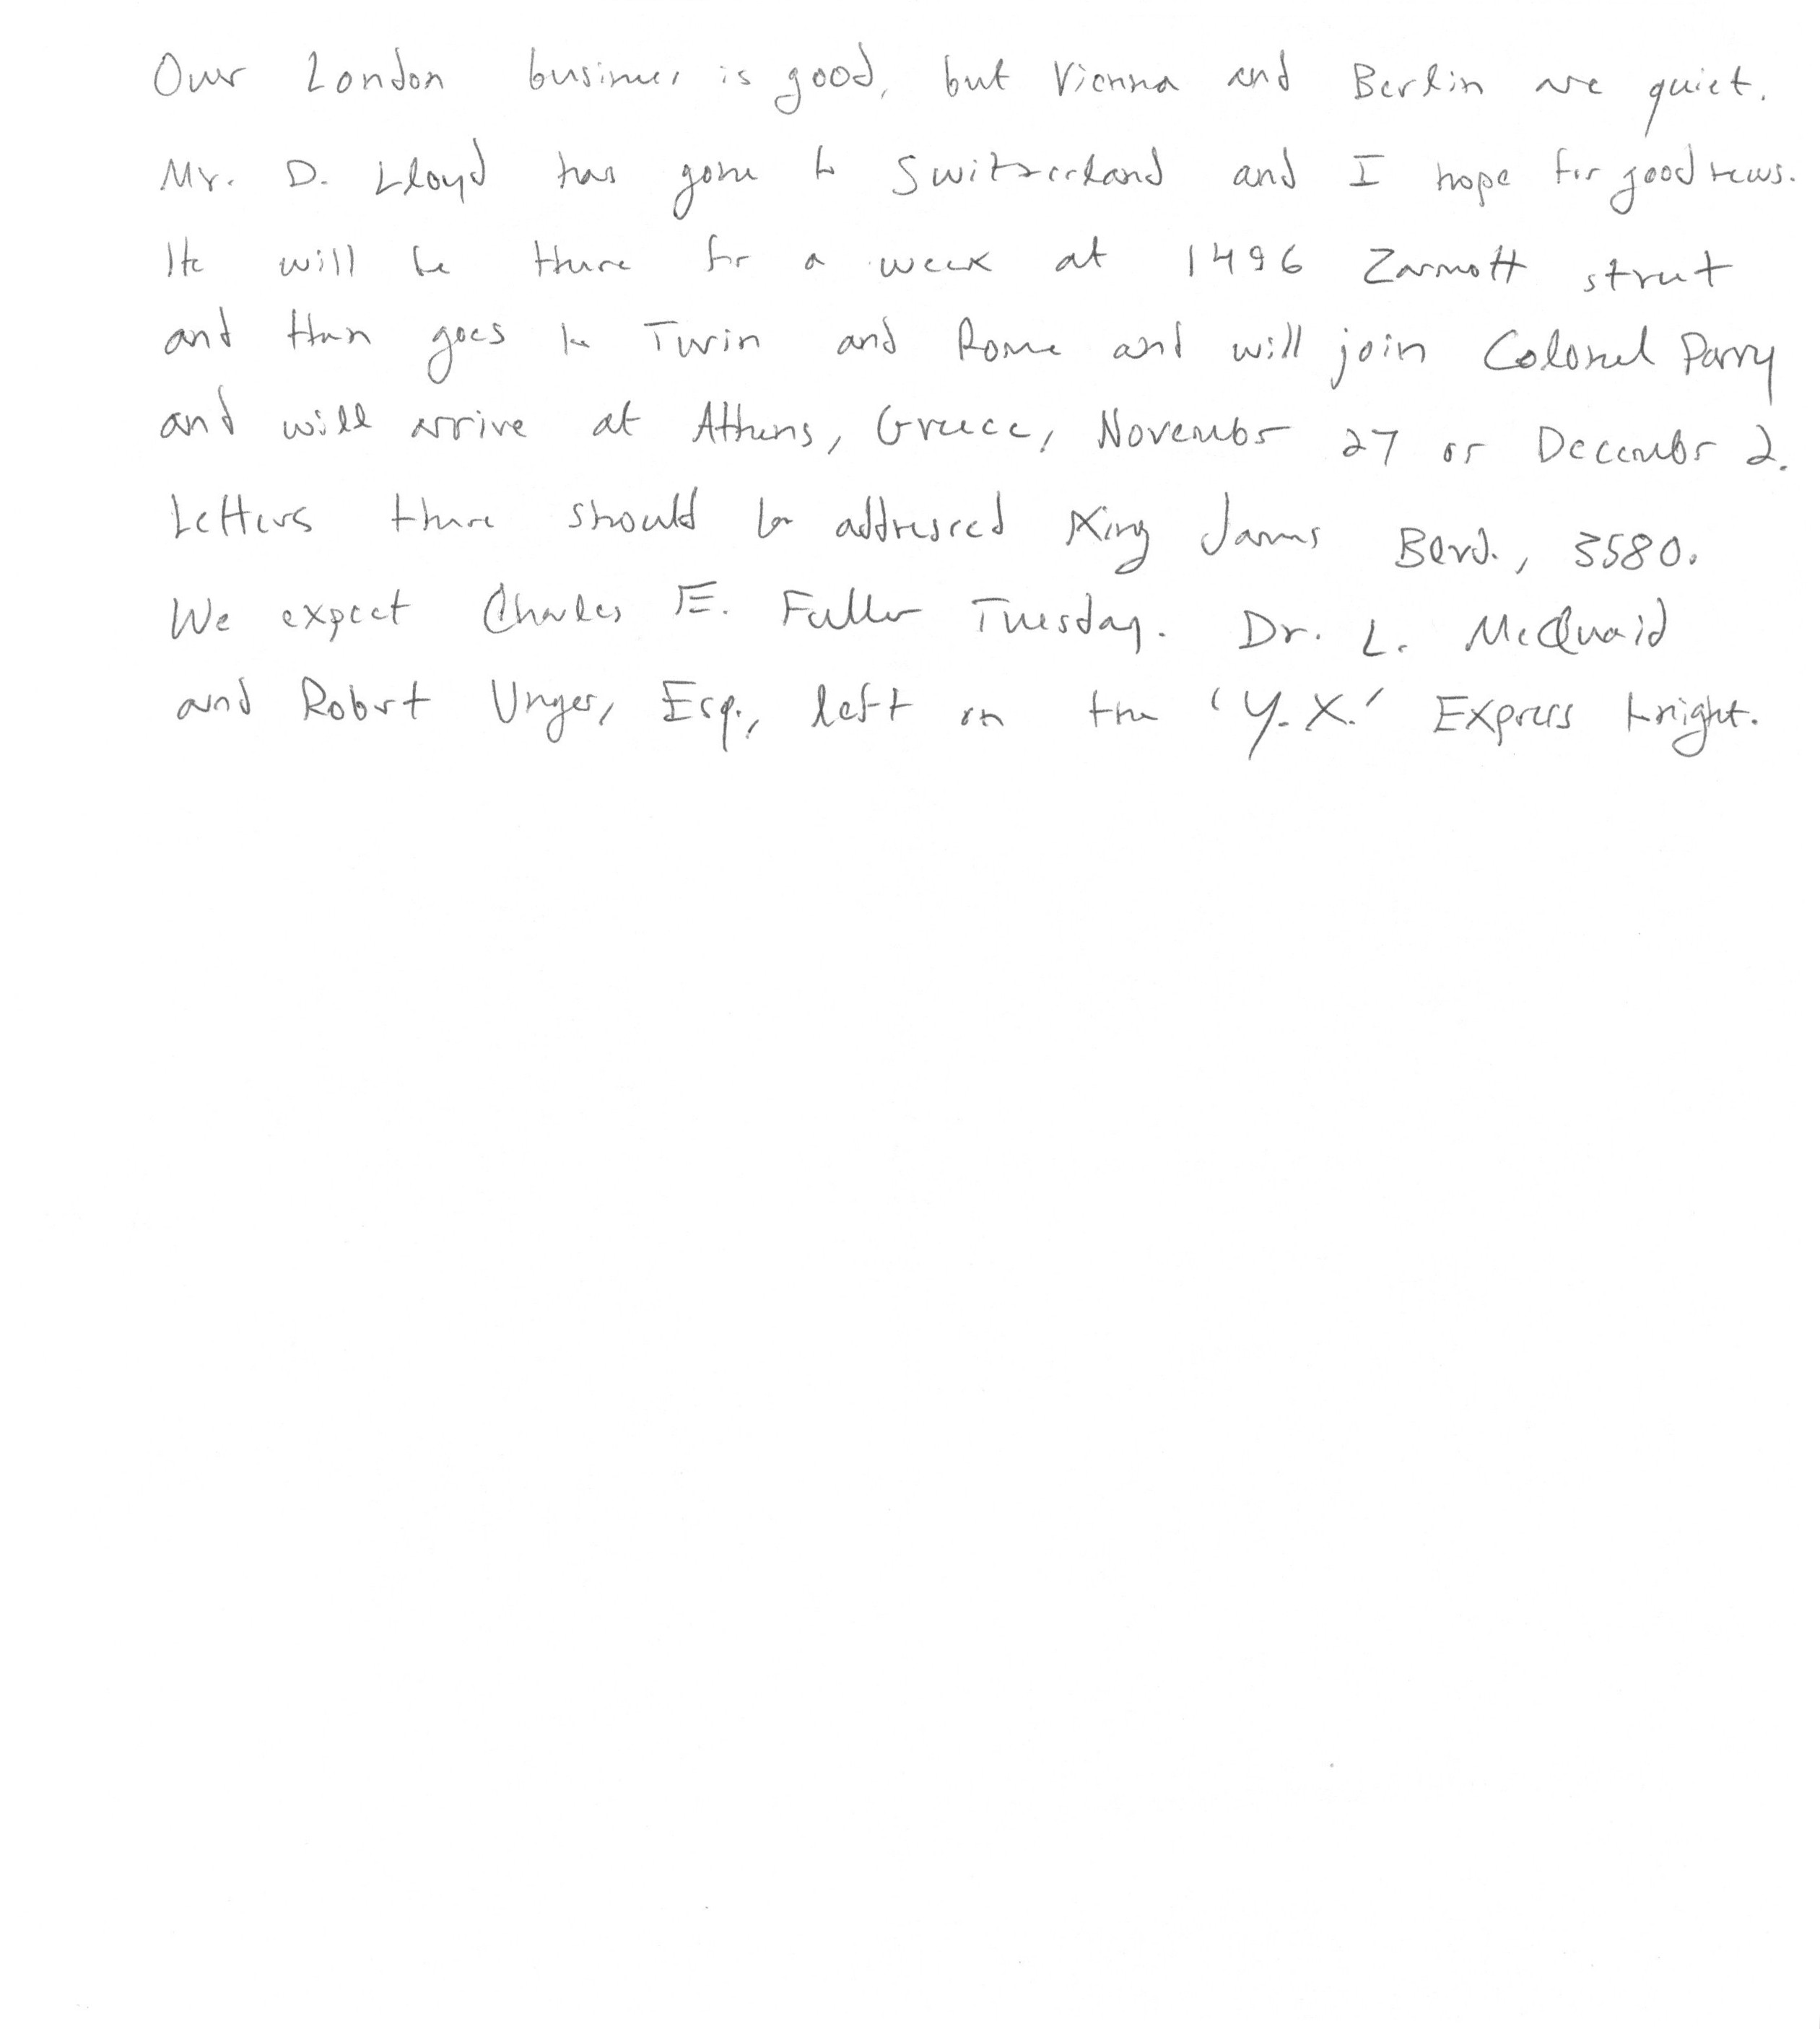 Our London business is good, but Vienna and Berlin are quiet.
Mr. D. Lloyd has gone to Switzerland and I hope for good news.
He will be there for a week at 1496 Zermott street
and then goes to Turin and Rome and will join Colonel Parry
and will arrive at Athens, Greece, November 27 or December 2.
Letters there should be addressed King James Blvd., 3580.
We expect Charles E. Fuller Tuesday. Dr. L. McQuaid
and Robert Unger, Esq., left on the 'Y.X.' Express tonight.